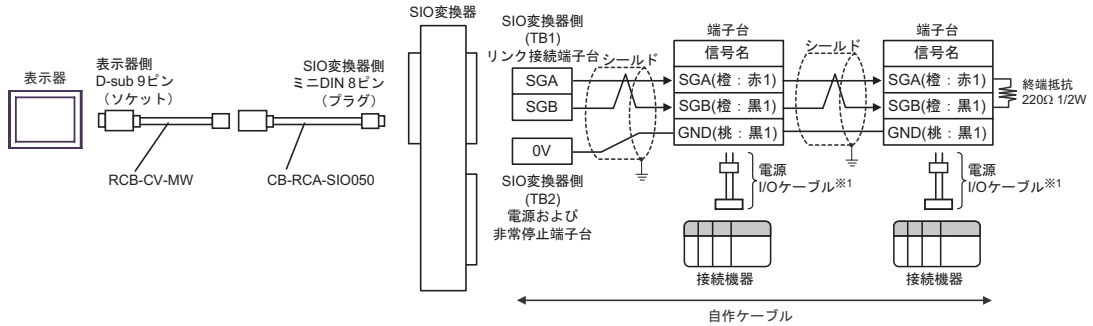 表示器
表示器側
D-sub 9ピン
(ソケット)
RCB-CV-MW
SIO変換器側
ミニDIN 8ピン
(プラグ)
CB-RCA-SIO050
SIO変換器
SIO変換器側
(TB1)
リンク接続端子台
SGA
SGB
0V
SIO変換器側
(TB2)
電源および
非常停止端子台
シールド
端子台
信号名
SGA(橙：赤1)
SGB(橙：黒1)
GND(桃：黒1)
電源
I/Oケーブル※1
接続機器
シールド
端子台
信号名
SGA(橙：赤1)
SGB(橙：黒1)
GND(桃：黒1)
終端抵抗
220Ω 1/2W
電源
I/Oケーブル※1
接続機器
自作ケーブル